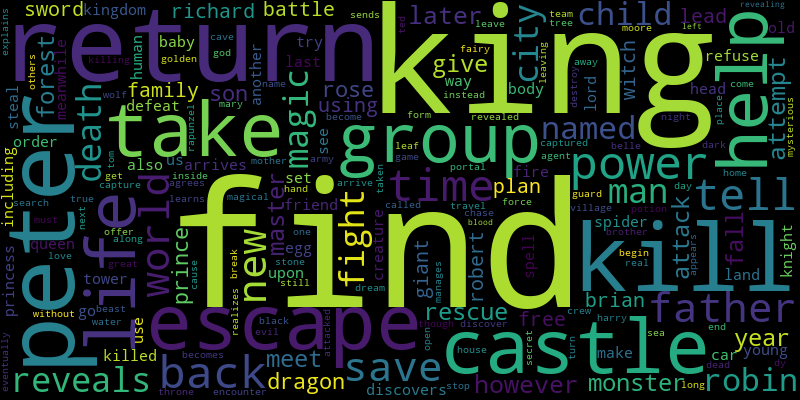 sword
kingdom
richard
battle
sends
ted
king
later
leave
team
tree
child
lead
revealing
explains
return
cave
god
baby
human
try
another
last
moore
left
old
others
meanwhile
killing
golden
wolf
fairy
give
way
instead
city
leaving
away
destroy
refuse
head
help
steal
forest
family
son
rose
using
body
witch
lord
place
come
mysterious
peter
death
take
defeat
mary
name
become
magic
form
revealed
named
night
attempt
order
tom
also
us
arrives
rapunzel
see
group
captured
agent
belle
dark
including
search
true
get
capture
inside
agrees
mother
army
leaf
game
portal
fire
power
home
princess
must
life
next
world
learns
magical
set
hand
arrive
taken
time
plan
guard
man
day
tell
queen
love
offer
along
great
prince
find
new
master
friend
one
fight
creature
called
travel
chase
force
blood
village
potion
brother
spider
attack
appears
fall
knight
tower
go
beast
water
cause
upon
egg
stone
still
dream
giant
manages
robert
spell
kill
begin
real
land
without
use
escape
realizes
break
black
evil
attacked
though
discover
open
rescue
free
crew
harry
brian
sea
father
end
year
eventually
killed
becomes
back
meet
save
house
secret
castle
turn
make
car
dead
young
dy
reveals
throne
encounter
dragon
discovers
stop
however
monster
long
robin